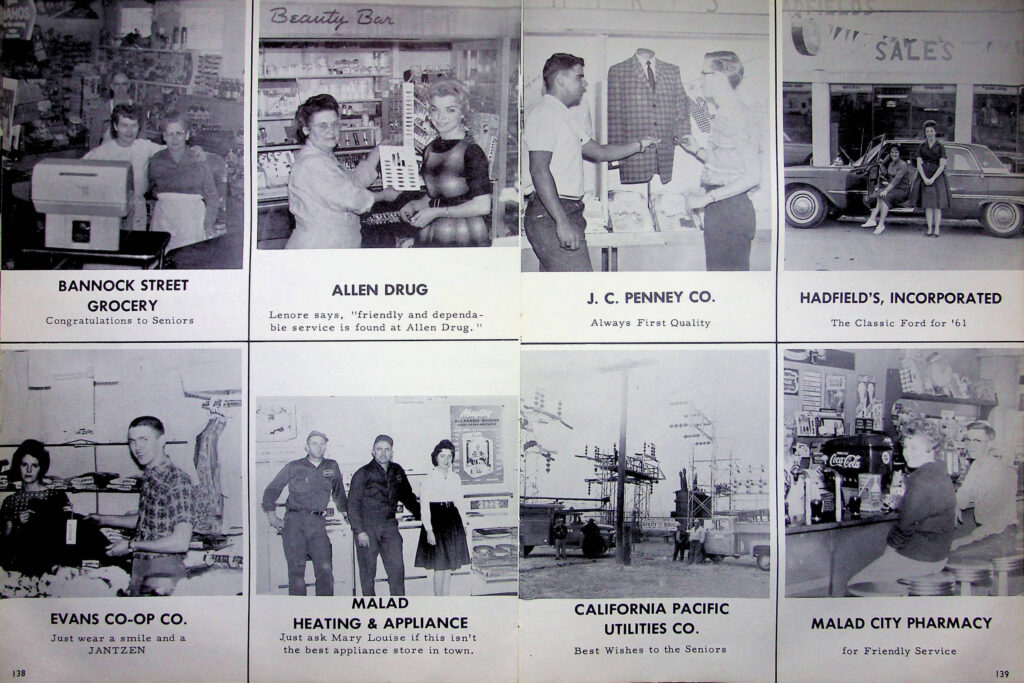 Beauty Bar
SALE'S
BANNOCK STREET
GROCERY
Congratulations to Seniors
ALLEN DRUG
Lenore says, "friendly and dependa-
ble service is found at Allen Drug."
J. C. PENNEY CO.
Always First Quality
HADFIELD'S, INCORPORATED
The Classic Ford for '61
Maytag
Coca-Cola
EVANS CO-OP CO.
Just wear a smile and a
JANTZEN
MALAD
HEATING & APPLIANCE
Just ask Mary Louise if this isn't
the best appliance store in town.
CALIFORNIA PACIFIC
UTILITIES CO.
Best Wishes to the Seniors
MALAD CITY PHARMACY
for Friendly Service
138
139